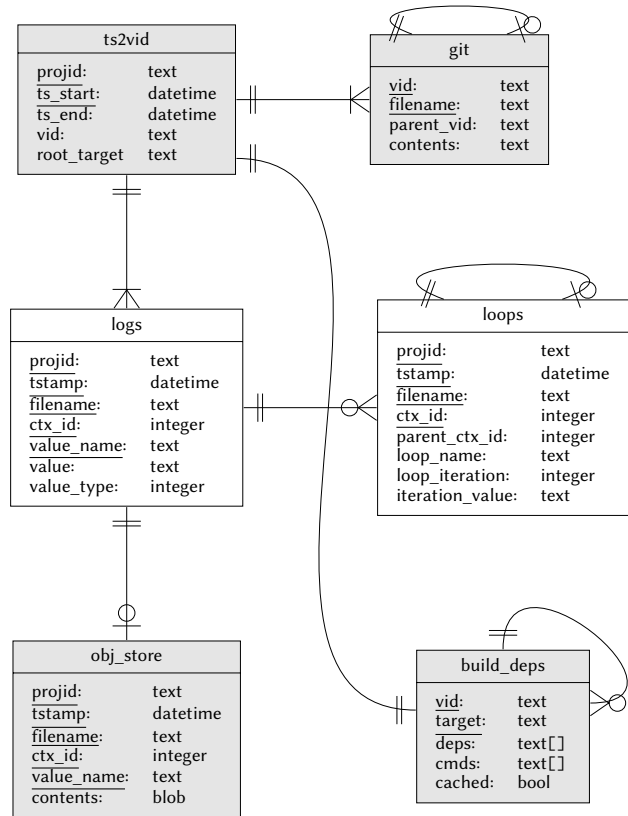 ts2vid
projid: text
ts_start: datetime
ts_end: datetime
vid: text
root_target text
git
vid: text
filename: text
parent_vid: text
contents: text
logs
projid: text
tstamp: datetime
filename: text
ctx_id: integer
value_name: text
value: text
value_type: integer
loops
projid: text
tstamp: datetime
filename: text
ctx_id: integer
parent_ctx_id: integer
loop_name: text
loop_iteration: integer
iteration_value: text
obj_store
projid: text
tstamp: datetime
filename: text
ctx_id: integer
value_name: text
contents: blob
build_deps
vid: text
target: text
deps: text[]
cmds: text[]
cached: bool